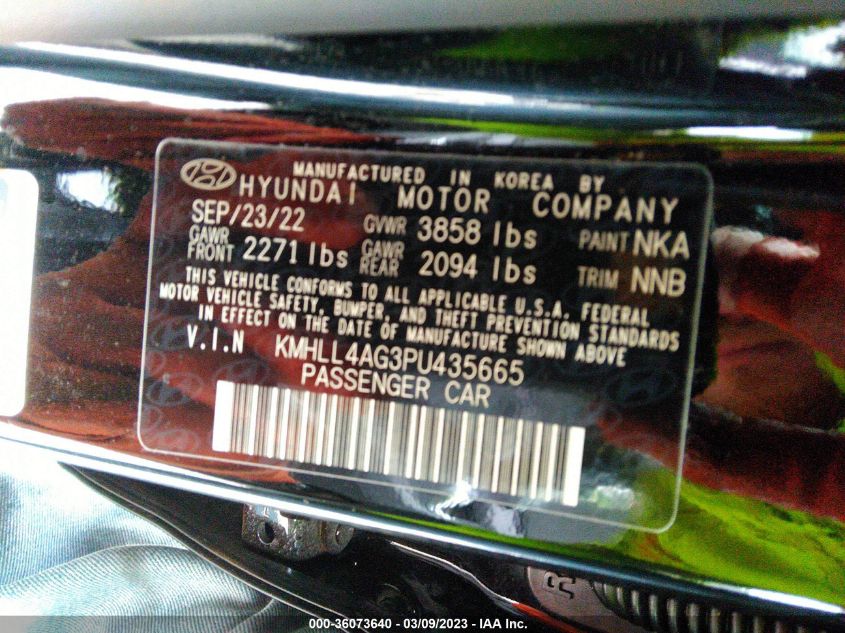 MANUFACTURED IN KOREA BY
HYUNDAI MOTOR COMPANY
SEP/23/22 GVWR 3858 lbs PAINT NKA
GAWR FRONT 2271 lbs GAWR REAR 2094 lbs TRIM NNB
THIS VEHICLE CONFORMS TO ALL APPLICABLE U.S.A. FEDERAL
MOTOR VEHICLE SAFETY, BUMPER, AND THEFT PREVENTION STANDARDS
IN EFFECT ON THE DATE OF MANUFACTURE SHOWN ABOVE
V.I.N KMHLL4AG3PU435665
PASSENGER CAR
000-36073640 - 03/09/2023 - IAA Inc.